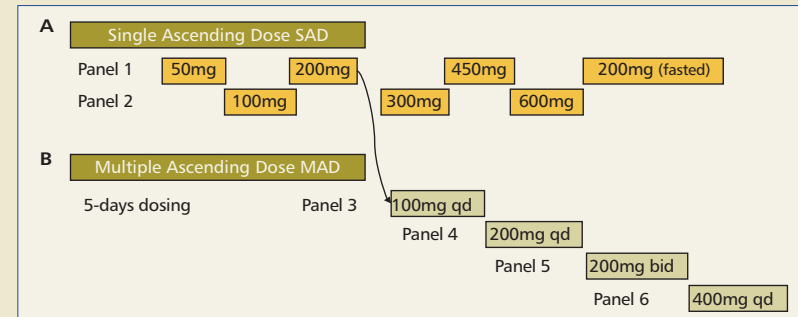 A
Single Ascending Dose SAD
Panel 1 50mg 200mg 450mg 200mg (fasted)
Panel 2 100mg 300mg 600mg
B
Multiple Ascending Dose MAD
5-days dosing Panel 3 100mg qd
Panel 4 200mg qd
Panel 5 200mg bid
Panel 6 400mg qd